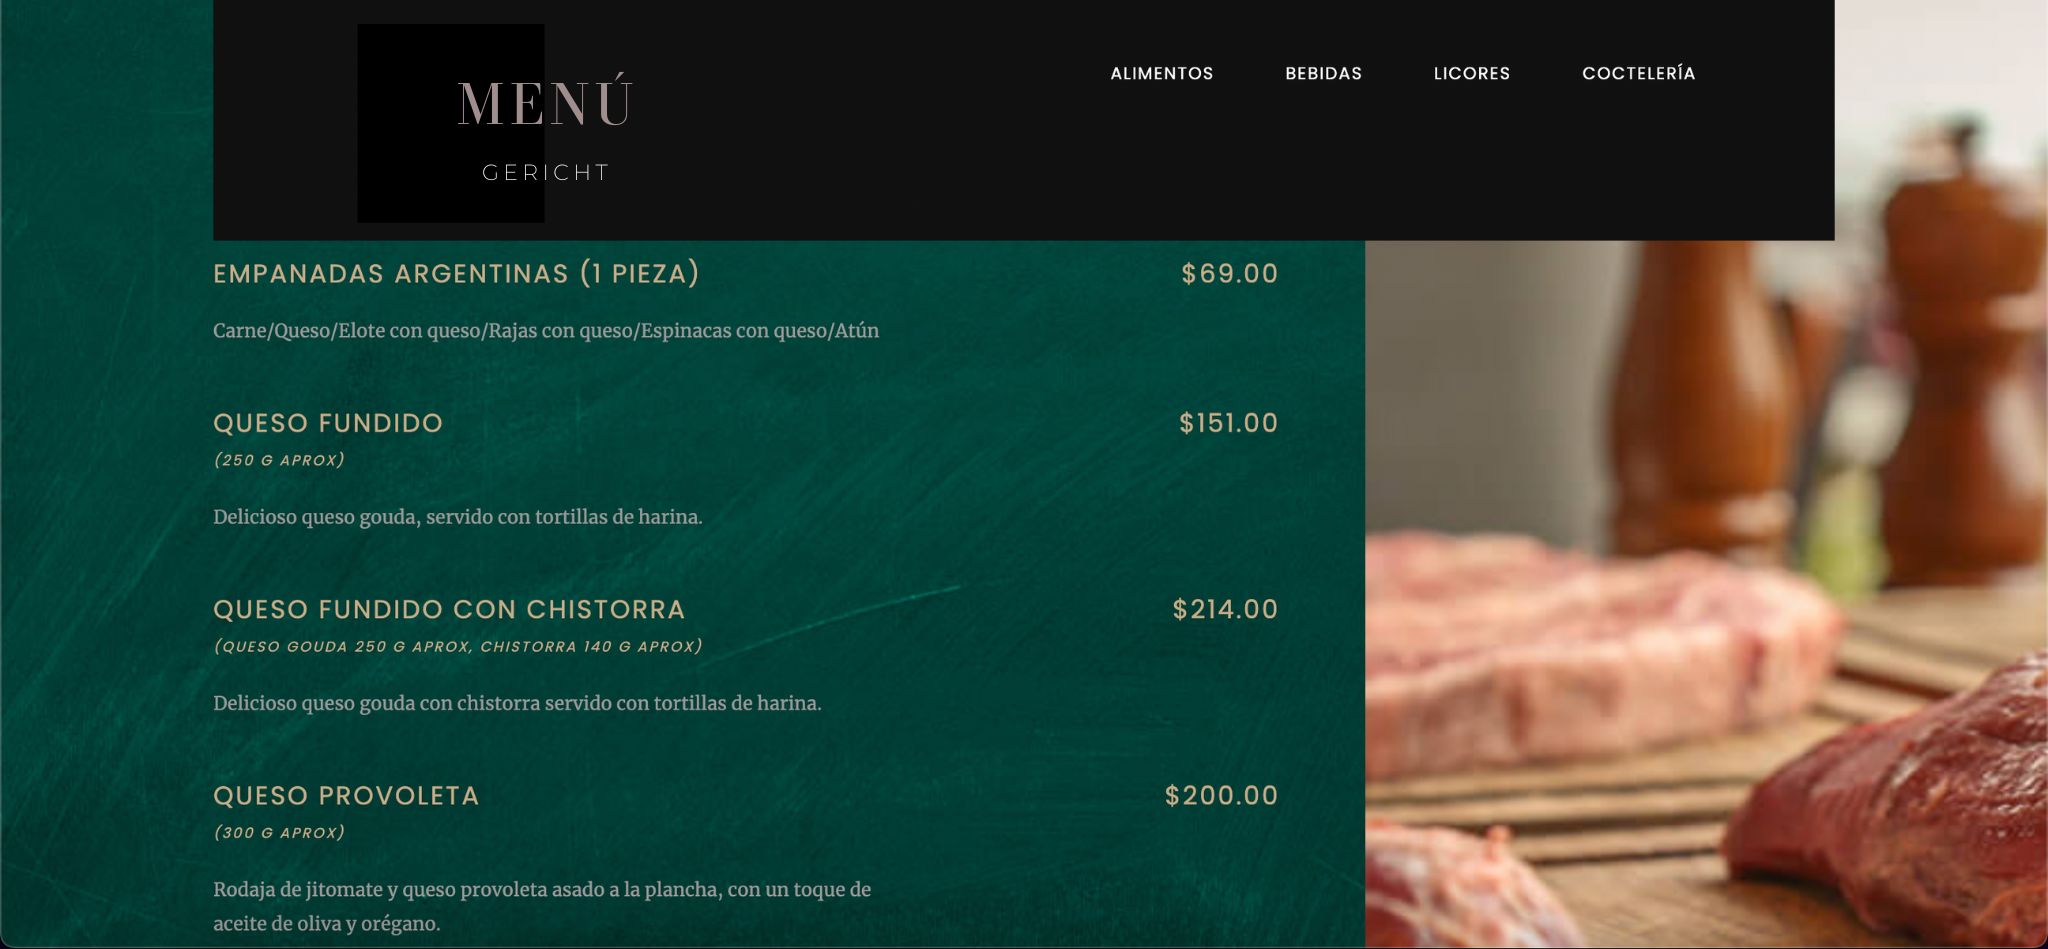 MENÚ
GERICHT
ALIMENTOS BEBIDAS LICORES COCTELERÍA
EMPANADAS ARGENTINAS (1 PIEZA) $69.00
Carne/Queso/Elote con queso/Rajas con queso/Espinacas con queso/Atún
QUESO FUNDIDO $151.00
(250 G APROX)
Delicioso queso gouda, servido con tortillas de harina.
QUESO FUNDIDO CON CHISTORRA $214.00
(QUESO GOUDA 250 G APROX, CHISTORRA 140 G APROX)
Delicioso queso gouda con chistorra servido con tortillas de harina.
QUESO PROVOLETA $200.00
(300 G APROX)
Rodaja de jitomate y queso provoleta asado a la plancha, con un toque de
aceite de oliva y orégano.